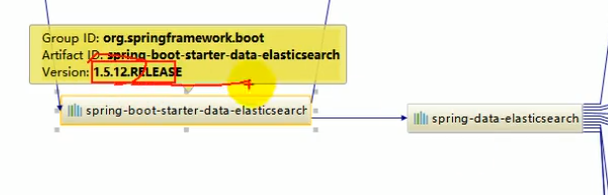 Group ID: org.springframework.boot
Artifact ID: spring-boot-starter-data-elasticsearch
Version: 1.5.12.RELEASE
spring-boot-starter-data-elasticsearch
spring-data-elasticsearch